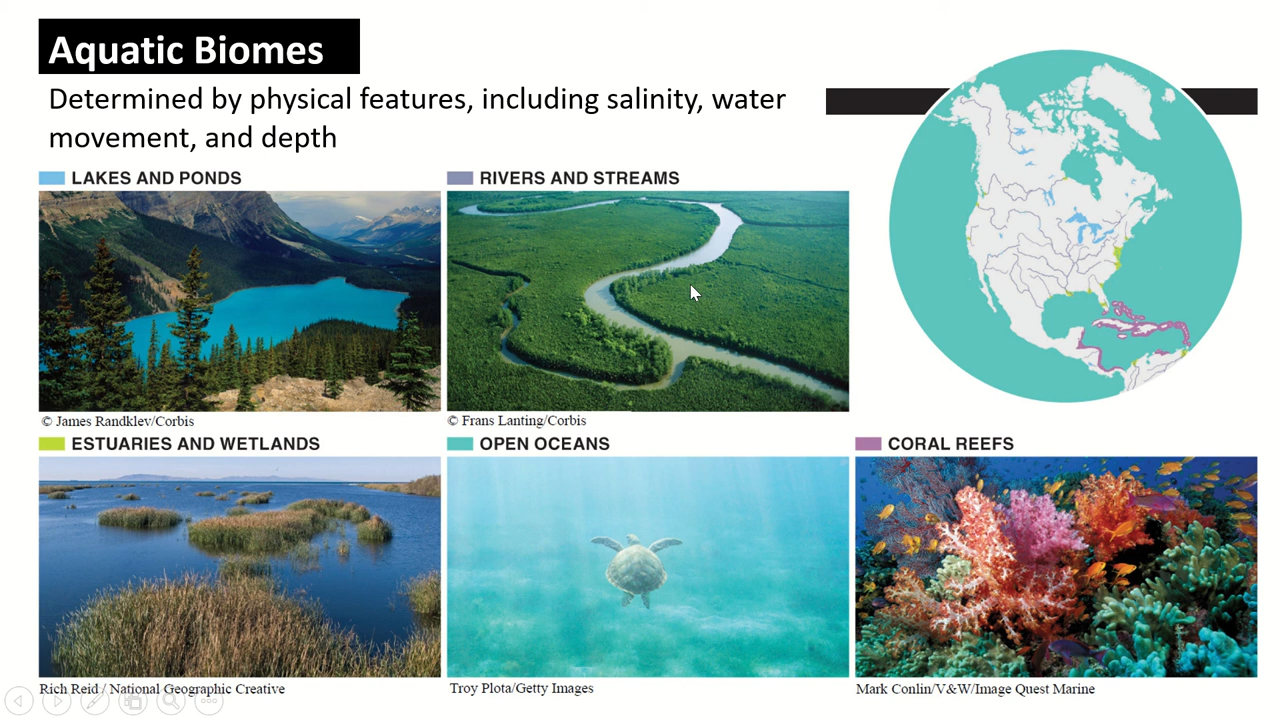 Aquatic Biomes
Determined by physical features, including salinity, water
movement, and depth
LAKES AND PONDS
RIVERS AND STREAMS
© James Randklev/Corbis
© Frans Lanting/Corbis
ESTUARIES AND WETLANDS
OPEN OCEANS
CORAL REEFS
Rich Reid / National Geographic Creative
Troy Plota/Getty Images
Mark Conlin/V&W/Image Quest Marine